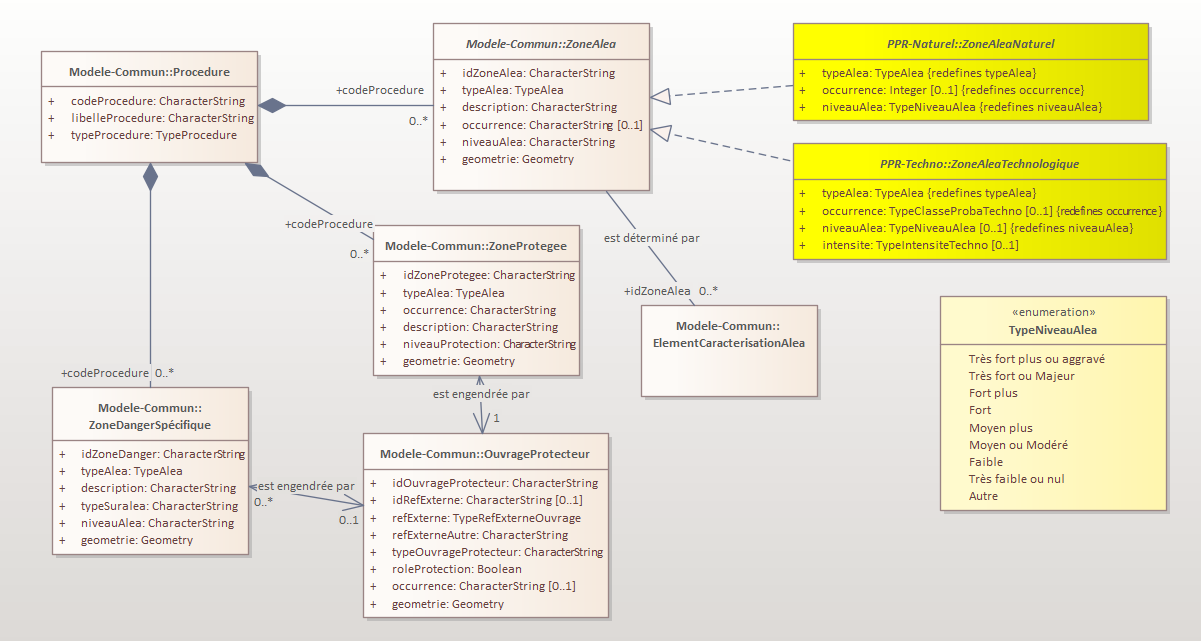 Modele-Commun::Procedure
+ codeProcedure: CharacterString
+ libelleProcedure: CharacterString
+ typeProcedure: TypeProcedure
+codeProcedure
0..*
Modele-Commun::ZoneAlea
+ idZoneAlea: CharacterString
+ typeAlea: TypeAlea
+ description: CharacterString
+ occurrence: CharacterString [0..1]
+ niveauAlea: CharacterString
+ geometrie: Geometry
PPR-Naturel::ZoneAleaNaturel
+ typeAlea: TypeAlea {redefines typeAlea}
+ occurrence: Integer [0..1] {redefines occurrence}
+ niveauAlea: TypeNiveauAlea {redefines niveauAlea}
PPR-Techno::ZoneAleaTechnologique
+ typeAlea: TypeAlea {redefines typeAlea}
+ occurrence: TypeClasseProbaTechno [0..1] {redefines occurrence}
+ niveauAlea: TypeNiveauAlea [0..1] {redefines niveauAlea}
+ intensite: TypeIntensiteTechno [0..1]
+codeProcedure
0..*
Modele-Commun::ZoneProtegee
+ idZoneProtegee: CharacterString
+ typeAlea: TypeAlea
+ occurrence: CharacterString
+ description: CharacterString
+ niveauProtection: CharacterString
+ geometrie: Geometry
est déterminé par
+idZoneAlea 0..*
Modele-Commun::
ElementCaracterisationAlea
«enumeration»
TypeNiveauAlea
Très fort plus ou aggravé
Très fort ou Majeur
Fort plus
Fort
Moyen plus
Moyen ou Modéré
Faible
Très faible ou nul
Autre
+codeProcedure 0..*
Modele-Commun::
ZoneDangerSpécifique
+ idZoneDanger: CharacterString
+ typeAlea: TypeAlea
+ description: CharacterString
+ typeSuralea: CharacterString
+ niveauAlea: CharacterString
+ geometrie: Geometry
est engendrée par
1
est engendrée par
0..*
0..1
Modele-Commun::OuvrageProtecteur
+ idOuvrageProtecteur: CharacterString
+ idRefExterne: CharacterString [0..1]
+ refExterne: TypeRefExterneOuvrage
+ refExterneAutre: CharacterString
+ typeOuvrageProtecteur: CharacterString
+ roleProtection: Boolean
+ occurrence: CharacterString [0..1]
+ geometrie: Geometry